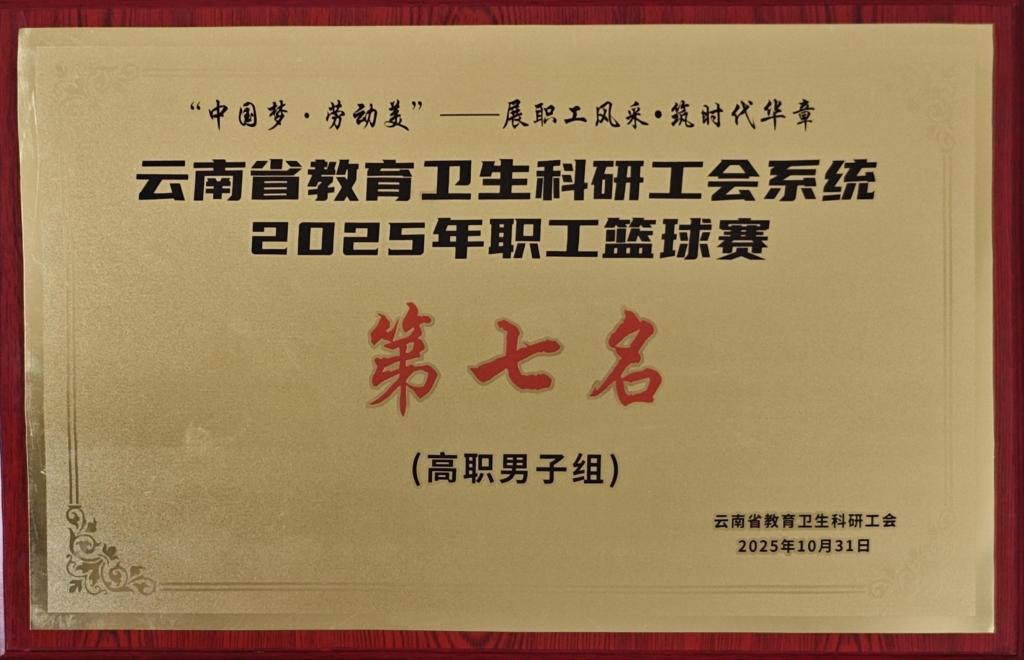 “中国梦·劳动美”——展职工风采·筑时代华章
云南省教育卫生科研工会系统
2025年职工篮球赛
第七名
(高职男子组)
云南省教育卫生科研工会
2025年10月31日